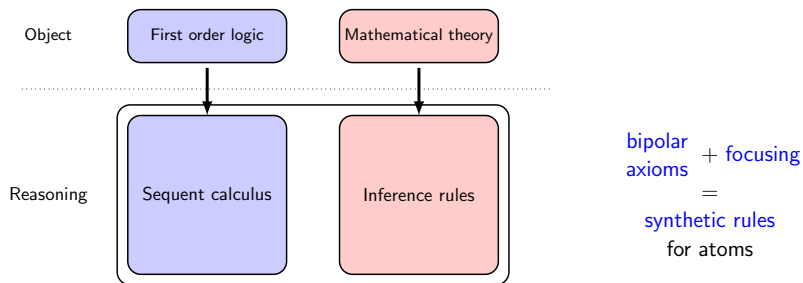 Object
First order logic
Mathematical theory
Reasoning
Sequent calculus
Inference rules
bipolar
axioms + focusing
=
synthetic rules
for atoms